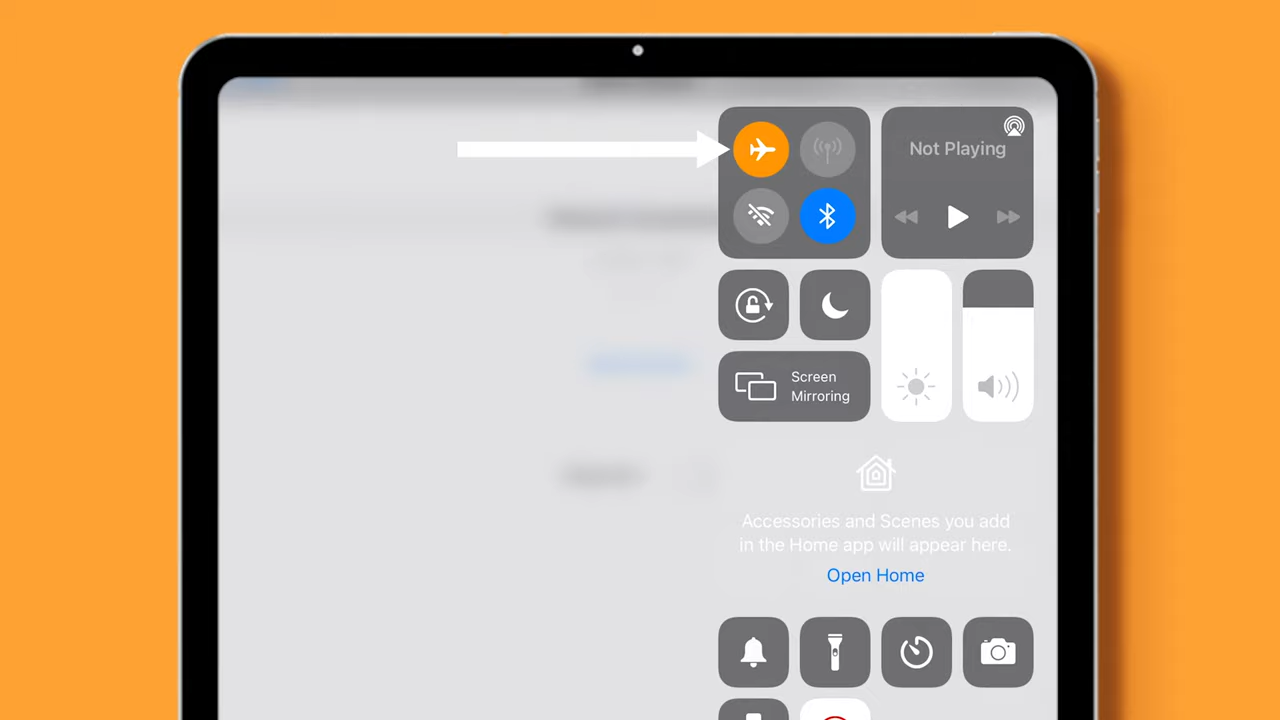 Not Playing
Screen
Mirroring
Accessories and Scenes you add
in the Home app will appear here.
Open Home